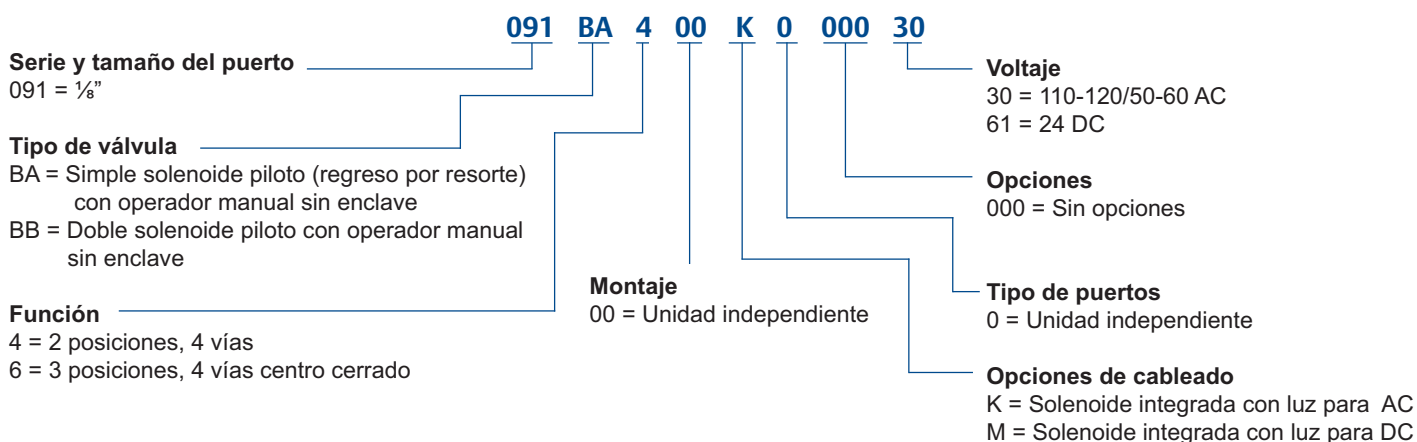 091 BA 4 00 K 0 000 30
Serie y tamaño del puerto
091 = ⅛”
Tipo de válvula
BA = Simple solenoide piloto (regreso por resorte)
con operador manual sin enclave
BB = Doble solenoide piloto con operador manual
sin enclave
Función
4 = 2 posiciones, 4 vías
6 = 3 posiciones, 4 vías centro cerrado
Montaje
00 = Unidad independiente
Voltaje
30 = 110-120/50-60 AC
61 = 24 DC
Opciones
000 = Sin opciones
Tipo de puertos
0 = Unidad independiente
Opciones de cableado
K = Solenoide integrada con luz para AC
M = Solenoide integrada con luz para DC